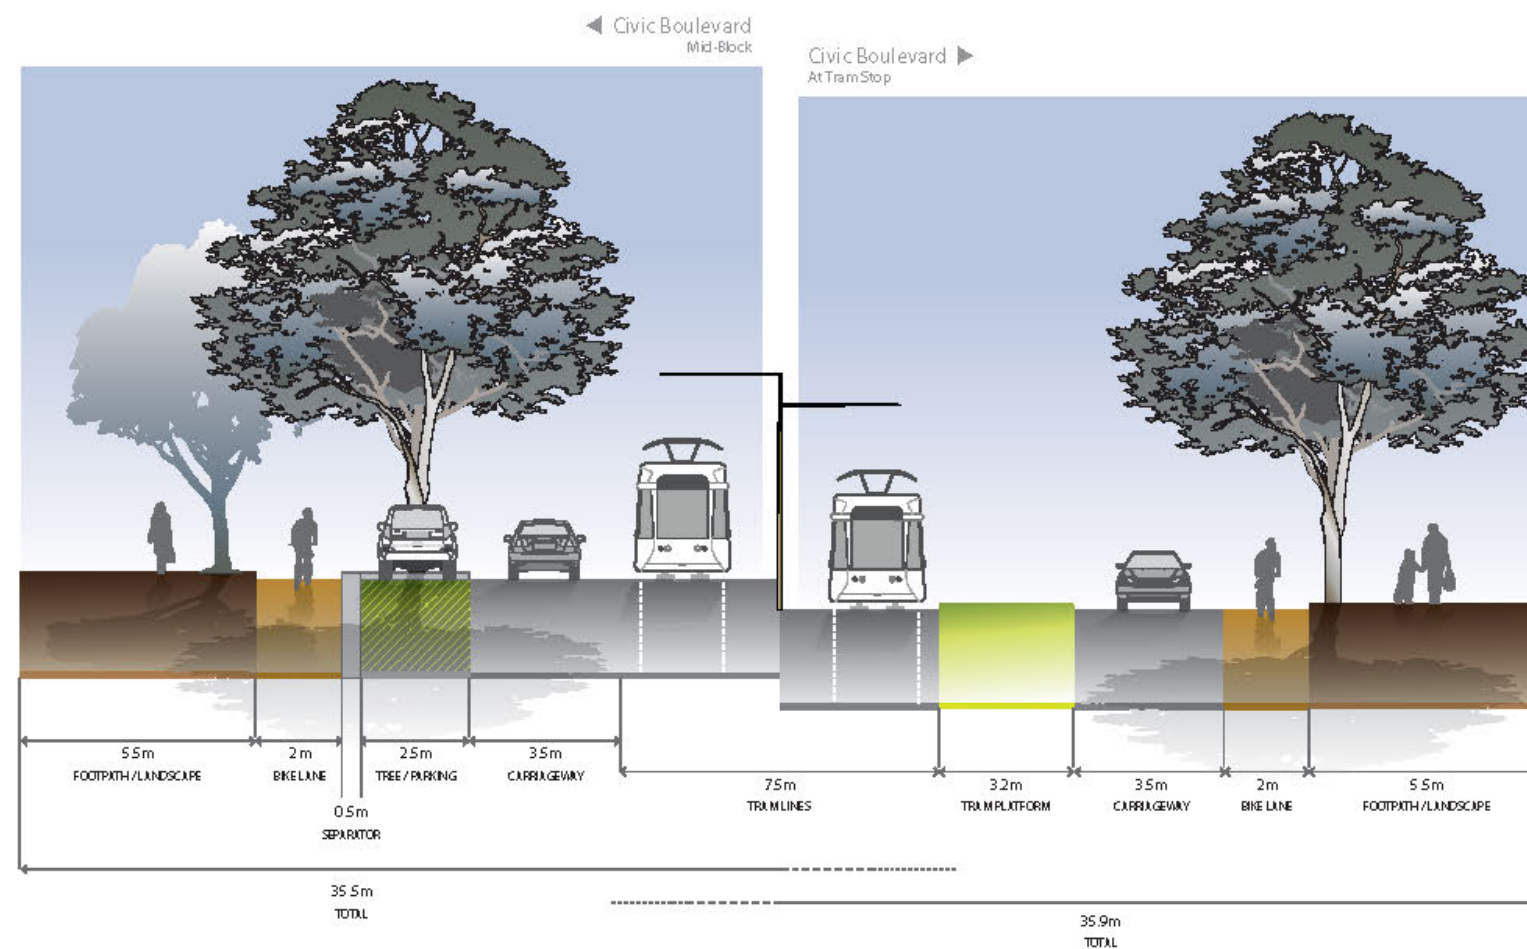 Civic Boulevard
Mid-Block
Civic Boulevard
At Tram Stop
5.5m
FOOTPATH / LANDSCAPE
2m
BIKE LANE
2.5m
TREE / PARKING
3.5m
CARRIAGEWAY
0.5m
SEPARATOR
7.5m
TRAM LINES
3.2m
TRAM PLATFORM
3.5m
CARRIAGEWAY
2m
BIKE LANE
5.5m
FOOTPATH / LANDSCAPE
35.5m
TOTAL
35.9m
TOTAL